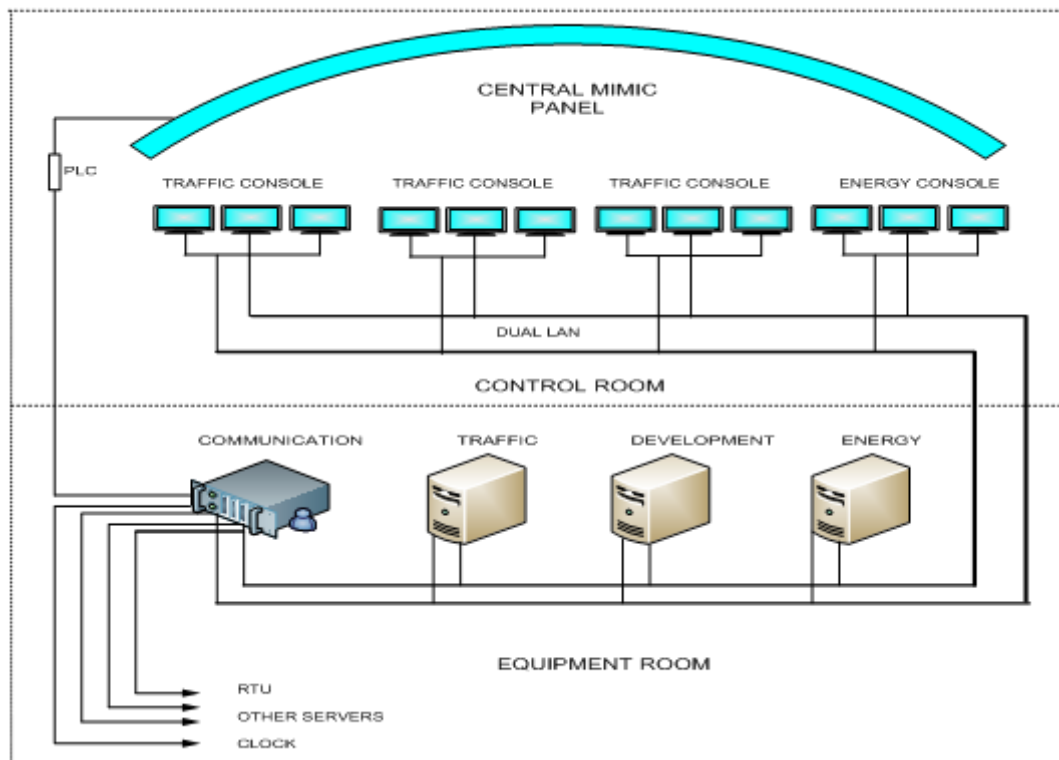 CENTRAL MIMIC
PANEL
PLC
TRAFFIC CONSOLE
TRAFFIC CONSOLE
TRAFFIC CONSOLE
ENERGY CONSOLE
DUAL LAN
CONTROL ROOM
COMMUNICATION
TRAFFIC
DEVELOPMENT
ENERGY
EQUIPMENT ROOM
RTU
OTHER SERVERS
CLOCK